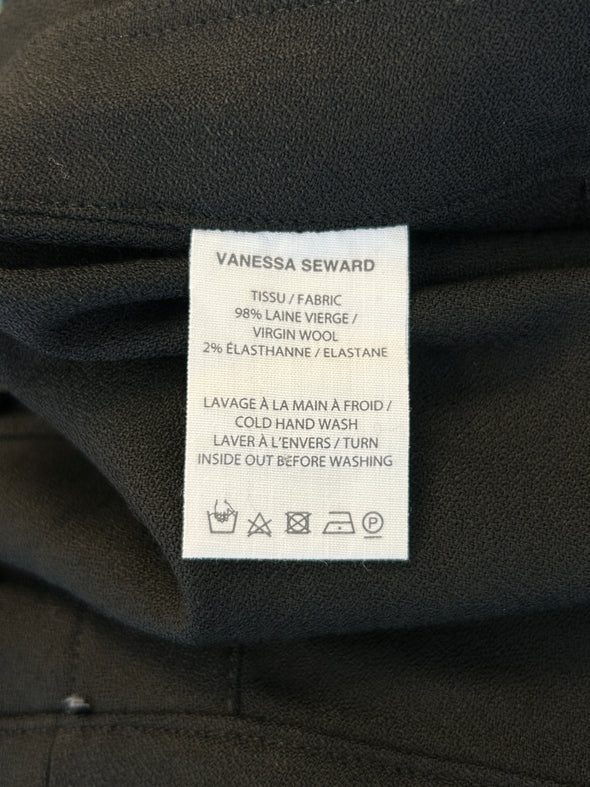 VANESSA SEWARD
TISSU / FABRIC
98% LAINE VIERGE /
VIRGIN WOOL
2% ÉLASTHANNE / ELASTANE
LAVAGE À LA MAIN À FROID /
COLD HAND WASH
LAVER À L'ENVERS / TURN
INSIDE OUT BEFORE WASHING
P